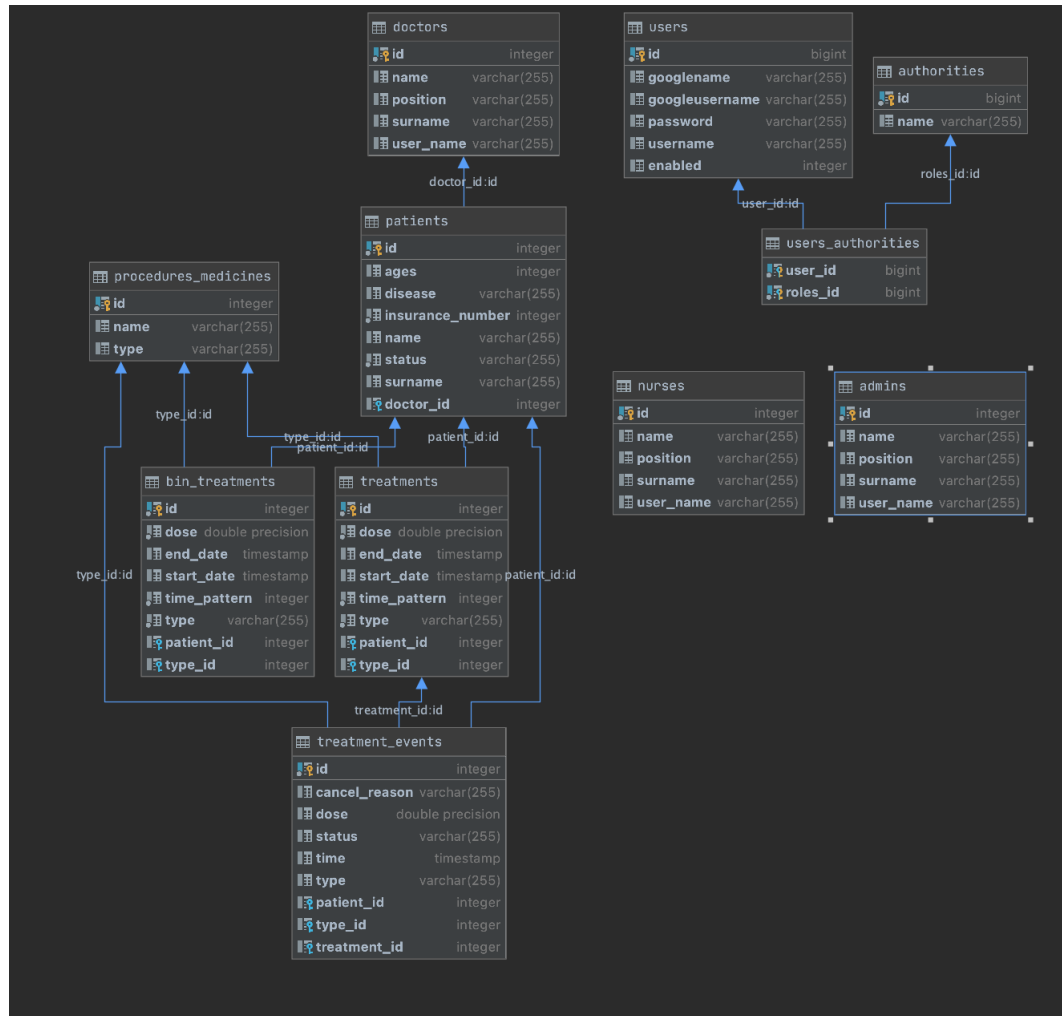 doctors
id integer
name varchar(255)
position varchar(255)
surname varchar(255)
user_name varchar(255)
doctor_id:id
users
id bigint
googlename varchar(255)
googleusername varchar(255)
password varchar(255)
username varchar(255)
enabled integer
authorities
id bigint
name varchar(255)
user_id:id
roles_id:id
users_authorities
user_id bigint
roles_id bigint
patients
id integer
ages integer
disease varchar(255)
insurance_number integer
name varchar(255)
status varchar(255)
surname varchar(255)
doctor_id integer
procedures_medicines
id integer
name varchar(255)
type varchar(255)
nurses
id integer
name varchar(255)
position varchar(255)
surname varchar(255)
user_name varchar(255)
admins
id integer
name varchar(255)
position varchar(255)
surname varchar(255)
user_name varchar(255)
type_id:id
type_id:id
patient_id:id
patient_id:id
bin_treatments
id integer
dose double precision
end_date timestamp
start_date timestamp
time_pattern integer
type varchar(255)
patient_id integer
type_id integer
treatments
id integer
dose double precision
end_date timestamp
start_date timestamp
time_pattern integer
type varchar(255)
patient_id integer
type_id integer
type_id:id
patient_id:id
treatment_id:id
treatment_events
id integer
cancel_reason varchar(255)
dose double precision
status varchar(255)
time timestamp
type varchar(255)
patient_id integer
type_id integer
treatment_id integer